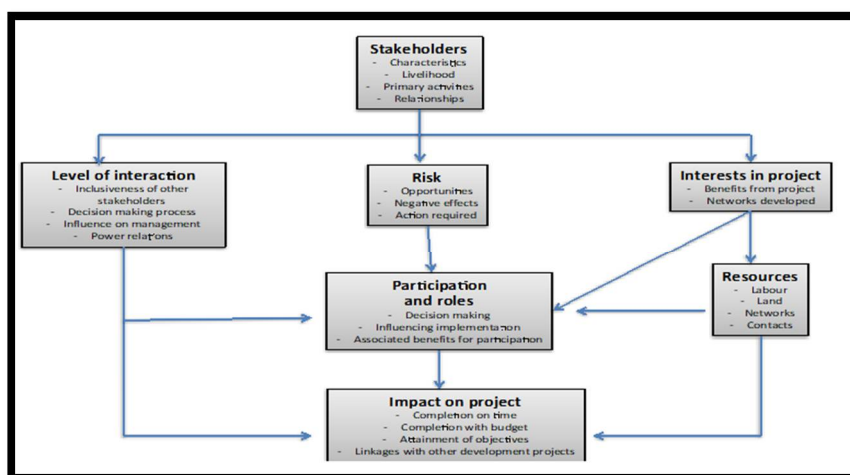 Stakeholders
- Characteristics
- Livelihood
- Primary activities
- Relationships
Level of interaction
- Inclusiveness of other
stakeholders
- Decision making process
- Influence on management
- Power relations
Risk
- Opportunities
- Negative effects
- Action required
Interests in project
- Benefits from project
- Networks developed
Resources
- Labour
- Land
- Networks
- Contacts
Participation
and roles
- Decision making
- Influencing implementation
- Associated benefits for participation
Impact on project
- Completion on time
- Completion with budget
- Attainment of objectives
- Linkages with other development projects